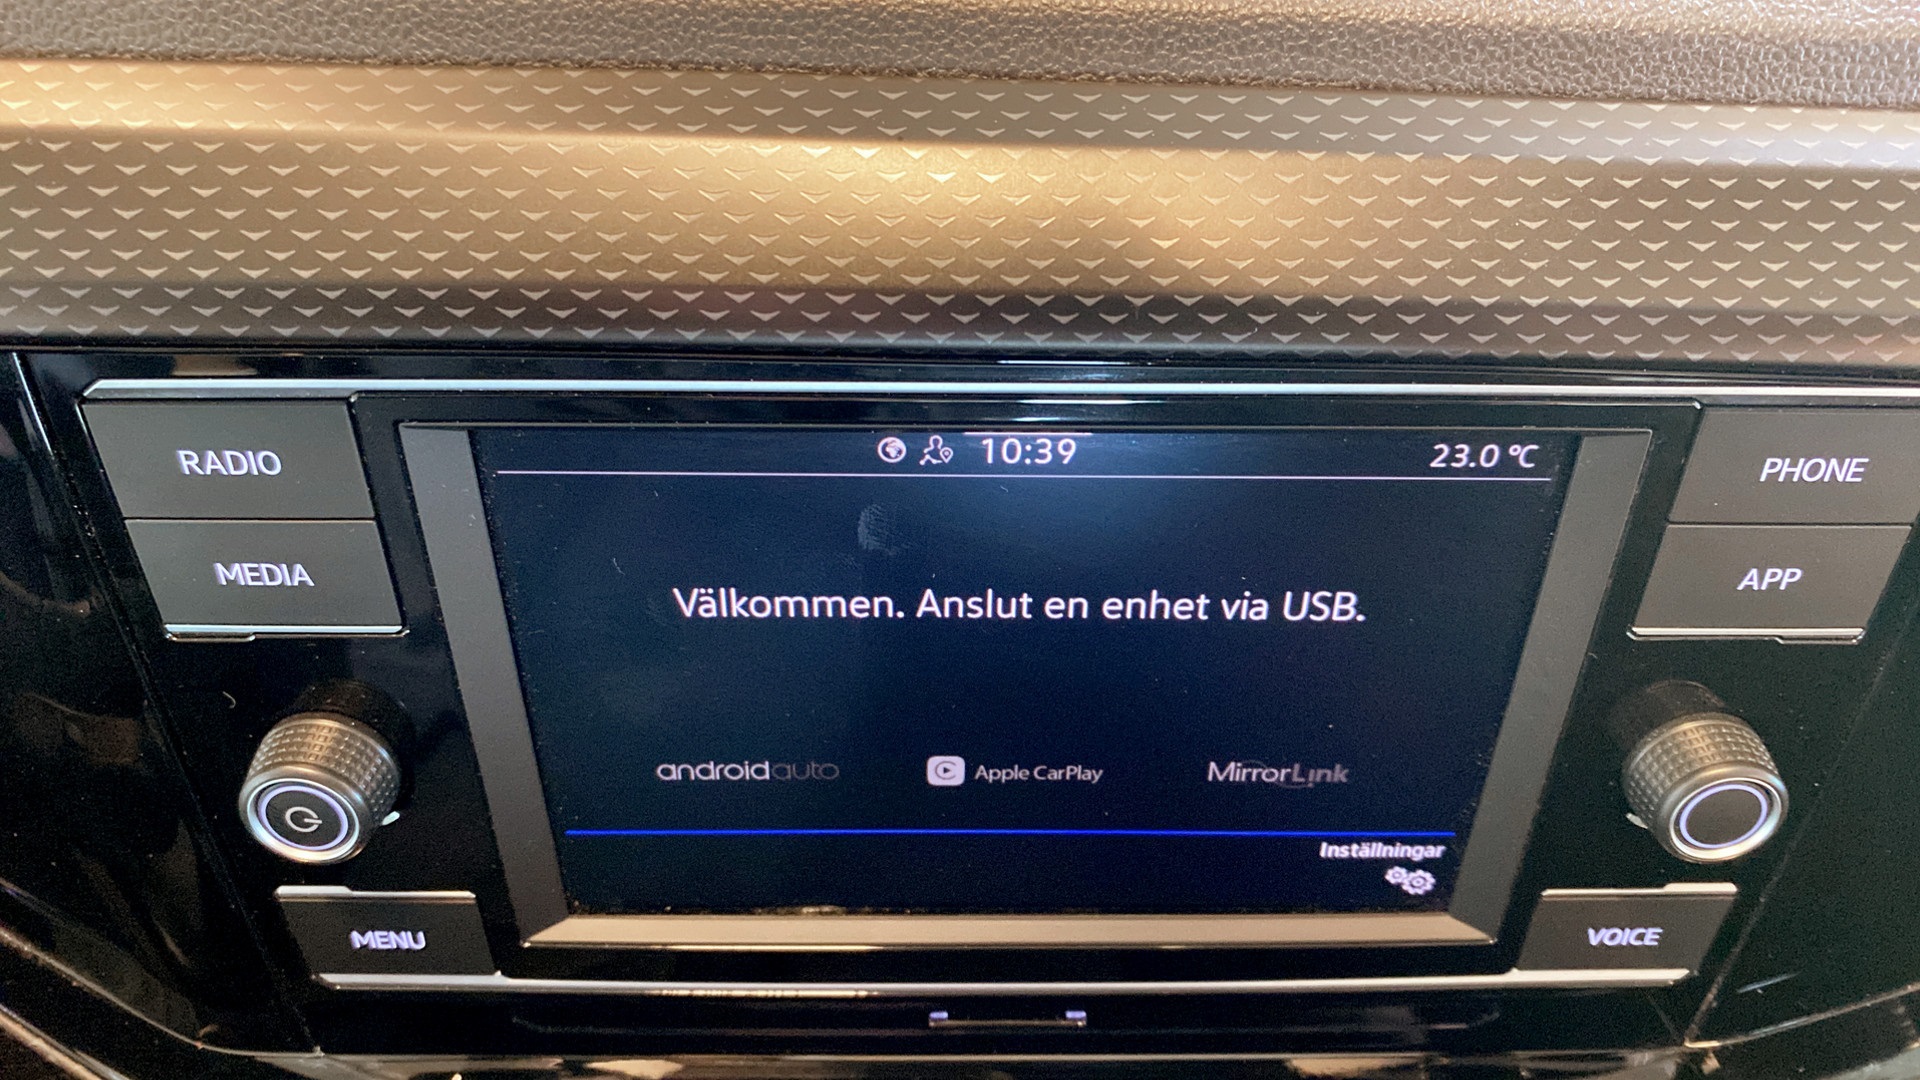 10:39
23.0 °C
RADIO
PHONE
MEDIA
APP
Välkommen. Anslut en enhet via USB.
androidauto
Apple CarPlay
MirrorLink
Inställningar
MENU
VOICE